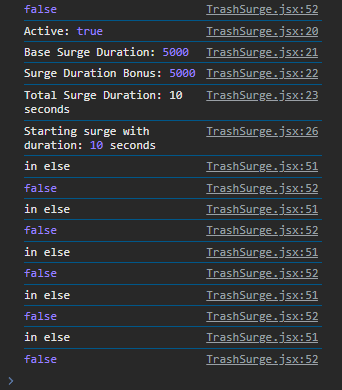 false TrashSurge.jsx:52
Active: true TrashSurge.jsx:20
Base Surge Duration: 5000 TrashSurge.jsx:21
Surge Duration Bonus: 5000 TrashSurge.jsx:22
Total Surge Duration: 10 TrashSurge.jsx:23
seconds
Starting surge with TrashSurge.jsx:26
duration: 10 seconds
in else TrashSurge.jsx:51
false TrashSurge.jsx:52
in else TrashSurge.jsx:51
false TrashSurge.jsx:52
in else TrashSurge.jsx:51
false TrashSurge.jsx:52
in else TrashSurge.jsx:51
false TrashSurge.jsx:52
in else TrashSurge.jsx:51
false TrashSurge.jsx:52